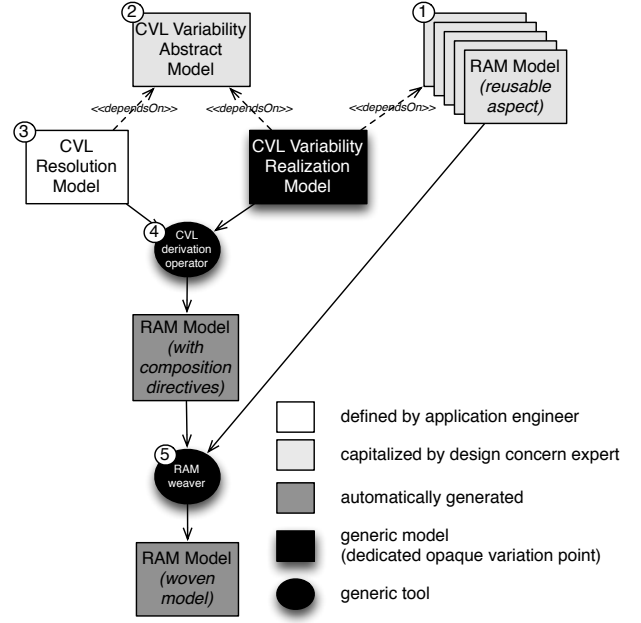 2
CVL Variability
Abstract
Model
1
RAM Model
(reusable
aspect)
<<dependsOn>>
<<dependsOn>>
<<dependsOn>>
3
CVL
Resolution
Model
CVL Variability
Realization
Model
4
CVL
derivation
operator
RAM Model
(with
composition
directives)
5
RAM
weaver
RAM Model
(woven
model)
defined by application engineer
capitalized by design concern expert
automatically generated
generic model
(dedicated opaque variation point)
generic tool